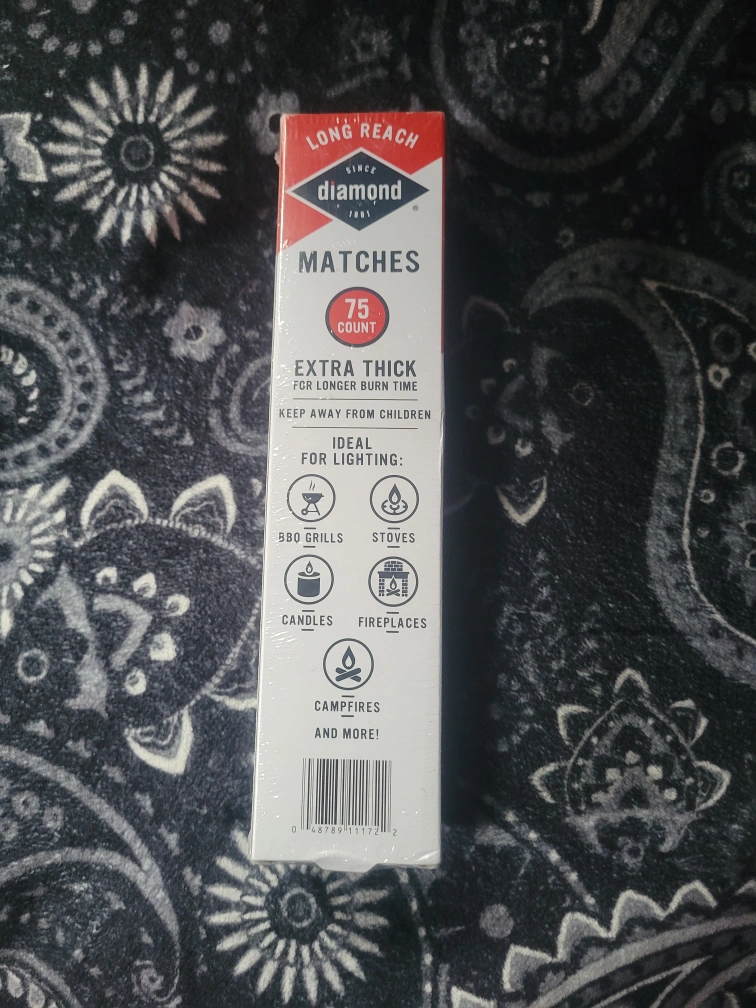 LONG REACH
SINCE
diamond
1881
®
MATCHES
75
COUNT
EXTRA THICK
FOR LONGER BURN TIME
KEEP AWAY FROM CHILDREN
IDEAL
FOR LIGHTING:
BBQ GRILLS STOVES
CANDLES FIREPLACES
CAMPFIRES
AND MORE!
0 48789 11172 2